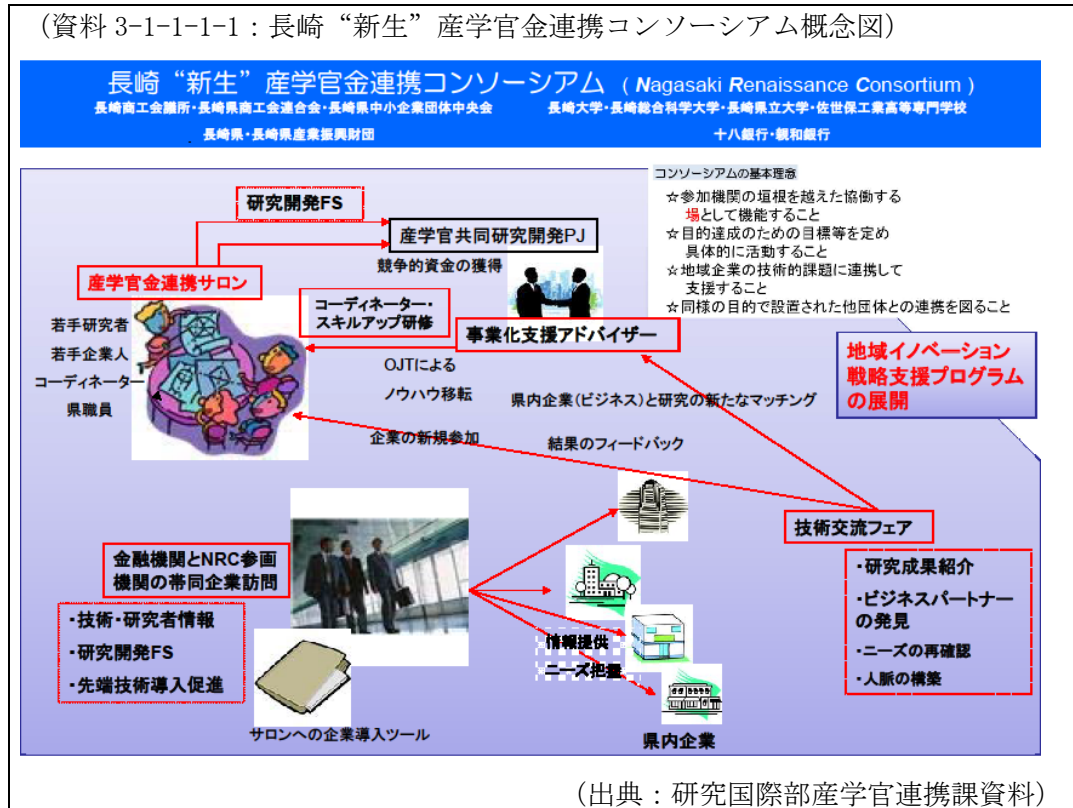 （資料 3-1-1-1-1：長崎“新生”産学官金連携コンソーシアム概念図）
長崎“新生”産学官金連携コンソーシアム （ Nagasaki Renaissance Consortium ）
長崎商工会議所・長崎県商工会連合会・長崎県中小企業団体中央会
長崎大学・長崎総合科学大学・長崎県立大学・佐世保工業高等専門学校
長崎県・長崎県産業振興財団
十八銀行・親和銀行
コンソーシアムの基本理念
☆参加機関の垣根を越えた協働する
場として機能すること
☆目的達成のための目標等を定め
具体的に活動すること
☆地域企業の技術的課題に連携して
支援すること
☆同様の目的で設置された他団体との連携を図ること
研究開発FS
産学官共同研究開発PJ
競争的資金の獲得
産学官金連携サロン
若手研究者
若手企業人
コーディネーター
県職員
コーディネーター・
スキルアップ研修
事業化支援アドバイザー
OJTによる
ノウハウ移転
県内企業（ビジネス）と研究の新たなマッチング
地域イノベーション
戦略支援プログラム
の展開
企業の新規参加
結果のフィードバック
技術交流フェア
・研究成果紹介
・ビジネスパートナー
の発見
・ニーズの再確認
・人脈の構築
金融機関とNRC参画
機関の帯同企業訪問
・技術・研究者情報
・研究開発FS
・先端技術導入促進
情報提供
ニーズ把握
サロンへの企業導入ツール
県内企業
（出典：研究国際部産学官連携課資料）